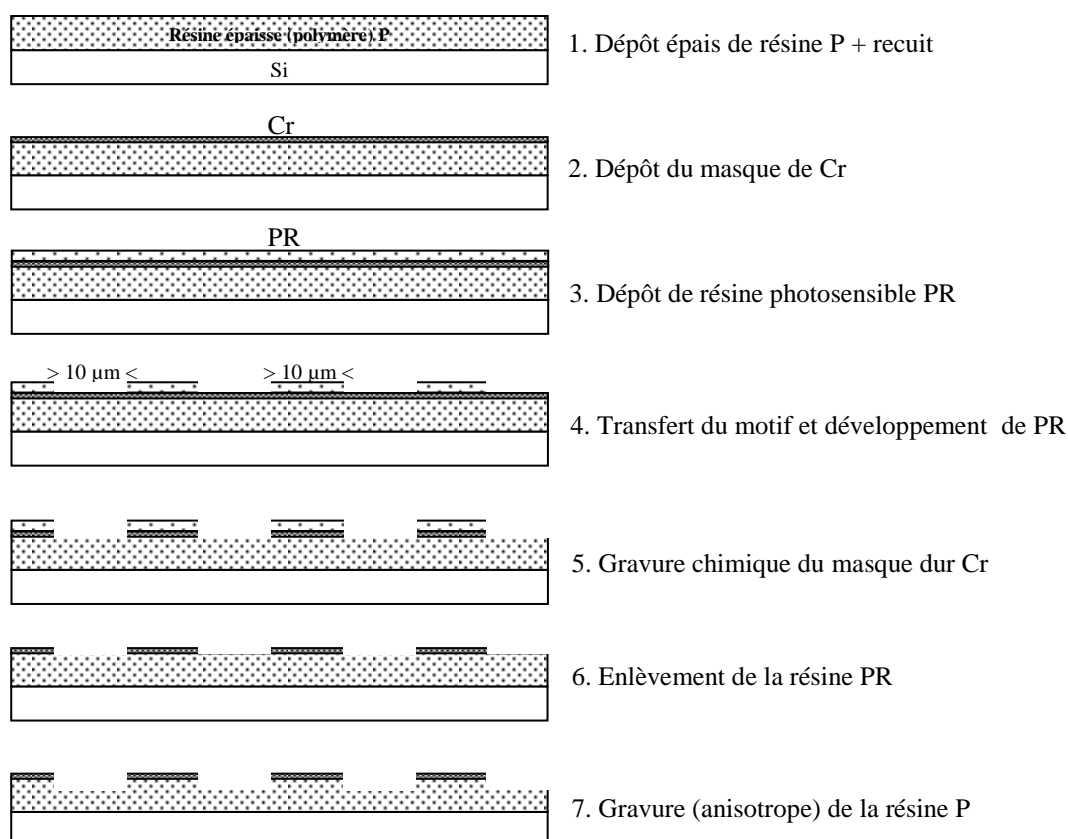 Résine épaisse (polymère) P
1. Dépôt épais de résine P + recuit
Si
Cr
2. Dépôt du masque de Cr
PR
3. Dépôt de résine photosensible PR
> 10 µm <
> 10 µm <
4. Transfert du motif et développement de PR
5. Gravure chimique du masque dur Cr
6. Enlèvement de la résine PR
7. Gravure (anisotrope) de la résine P